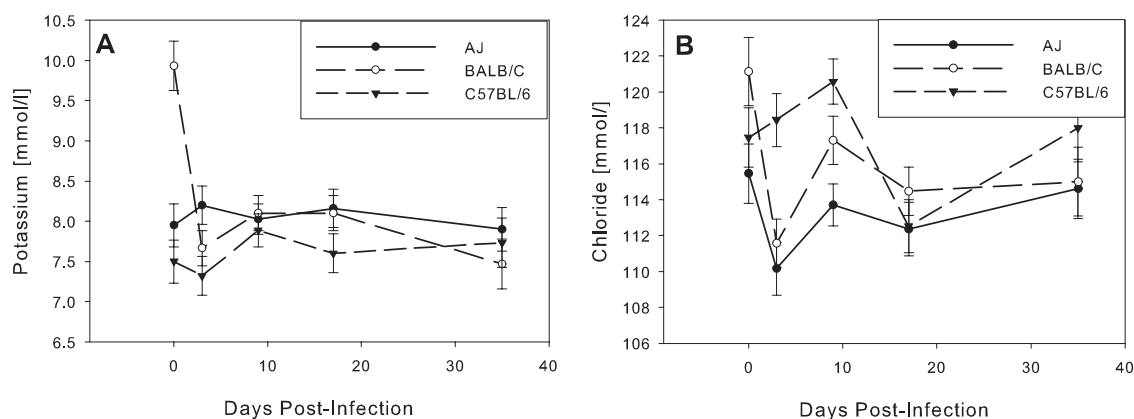 A
AJ
BALB/C
C57BL/6
Potassium [mmol/l]
10.5
10.0
9.5
9.0
8.5
8.0
7.5
7.0
6.5
0 10 20 30 40
Days Post-Infection
B
AJ
BALB/C
C57BL/6
Chloride [mmol/]
124
122
120
118
116
114
112
110
108
106
0 10 20 30 40
Days Post-Infection